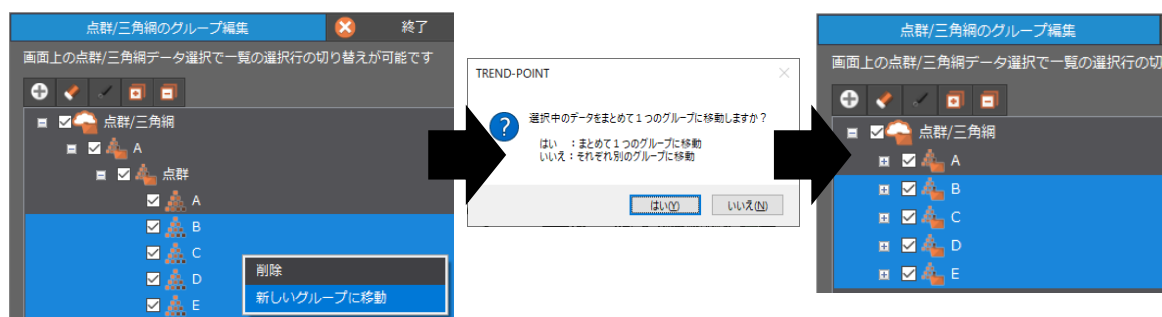 点群/三角網のグループ編集
終了
画面上の点群/三角網データ選択で一覧の選択行の切り替えが可能です
点群/三角網
A
点群
A
B
C
D
E
削除
新しいグループに移動
TREND-POINT
選択中のデータをまとめて1つのグループに移動しますか？
はい ：まとめて1つのグループに移動
いいえ：それぞれ別のグループに移動
はい(Y)
いいえ(N)
点群/三角網のグループ編集
画面上の点群/三角網データ選択で一覧の選択行の切
点群/三角網
A
B
C
D
E